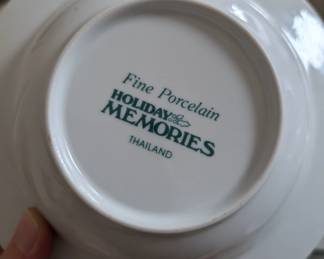 Fine Porcelain
HOLIDAY
MEMORIES
THAILAND